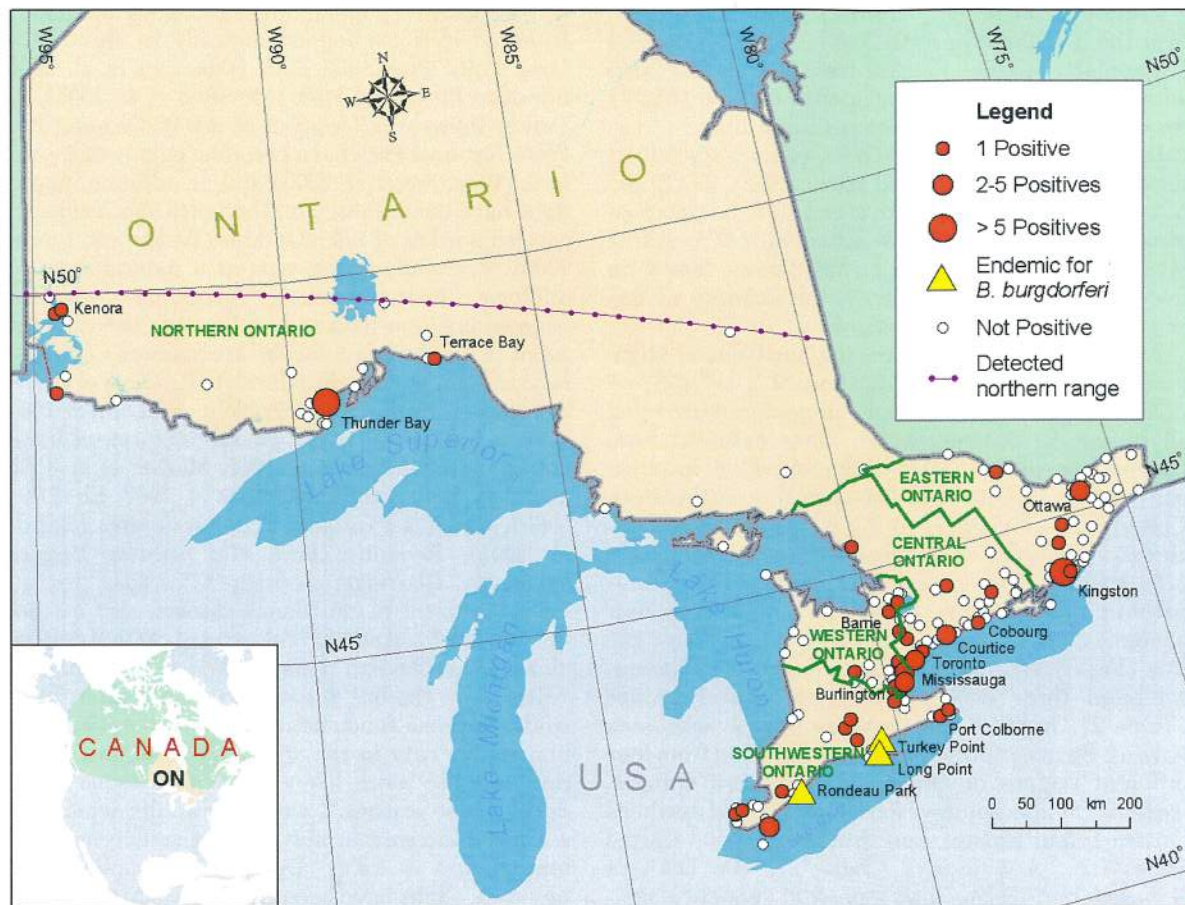 W95°
W90°
W85°
W80°
W75°
N50°
N
W E
S
Legend
1 Positive
2-5 Positives
> 5 Positives
Endemic for
B. burgdorferi
Not Positive
Detected
northern range
ONTARIO
N50°
Kenora
NORTHERN ONTARIO
Terrace Bay
Thunder Bay
Lake Superior
EASTERN
ONTARIO
Ottawa
N45°
CENTRAL
ONTARIO
Kingston
Lake Huron
Barrie
Cobourg
WESTERN
ONTARIO
Courtice
Toronto
Mississauga
Burlington
N45°
Lake Michigan
Port Colborne
Turkey Point
SOUTHWESTERN
ONTARIO
Long Point
USA
Rondeau Park
0 50 100 km 200
N40°
CANADA
ON